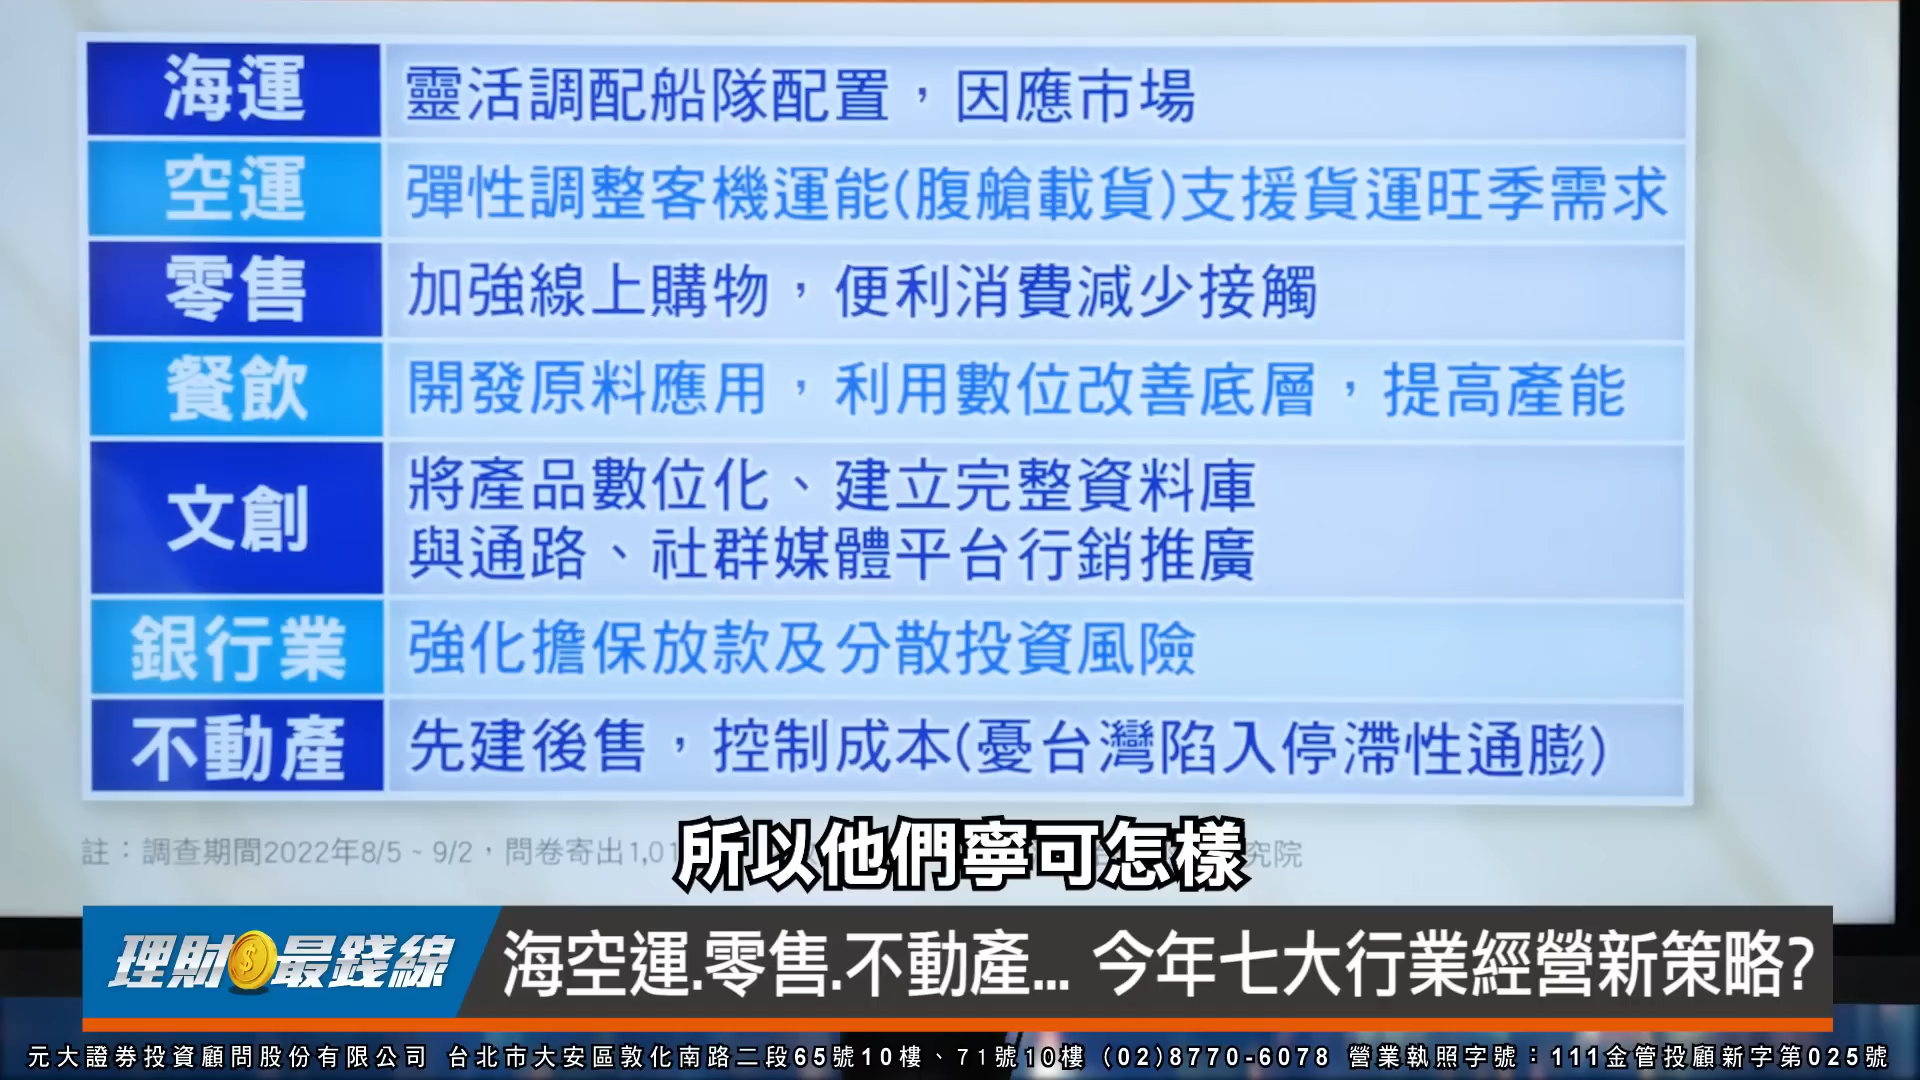 海運
靈活調配船隊配置，因應市場
空運
彈性調整客機運能(腹艙載貨)支援貨運旺季需求
零售
加強線上購物，便利消費減少接觸
餐飲
開發原料應用，利用數位改善底層，提高產能
文創
將產品數位化、建立完整資料庫
與通路、社群媒體平台行銷推廣
銀行業
強化擔保放款及分散投資風險
不動產
先建後售，控制成本(憂台灣陷入停滯性通膨)
註：調查期間2022年8/5~9/2，問卷寄出1,01
究院
所以他們寧可怎樣
理財最錢線
海空運.零售.不動產... 今年七大行業經營新策略?
元大證券投資顧問股份有限公司 台北市大安區敦化南路二段65號10樓、71號10樓 (02)8770-6078 營業執照字號：111金管投顧新字第025號